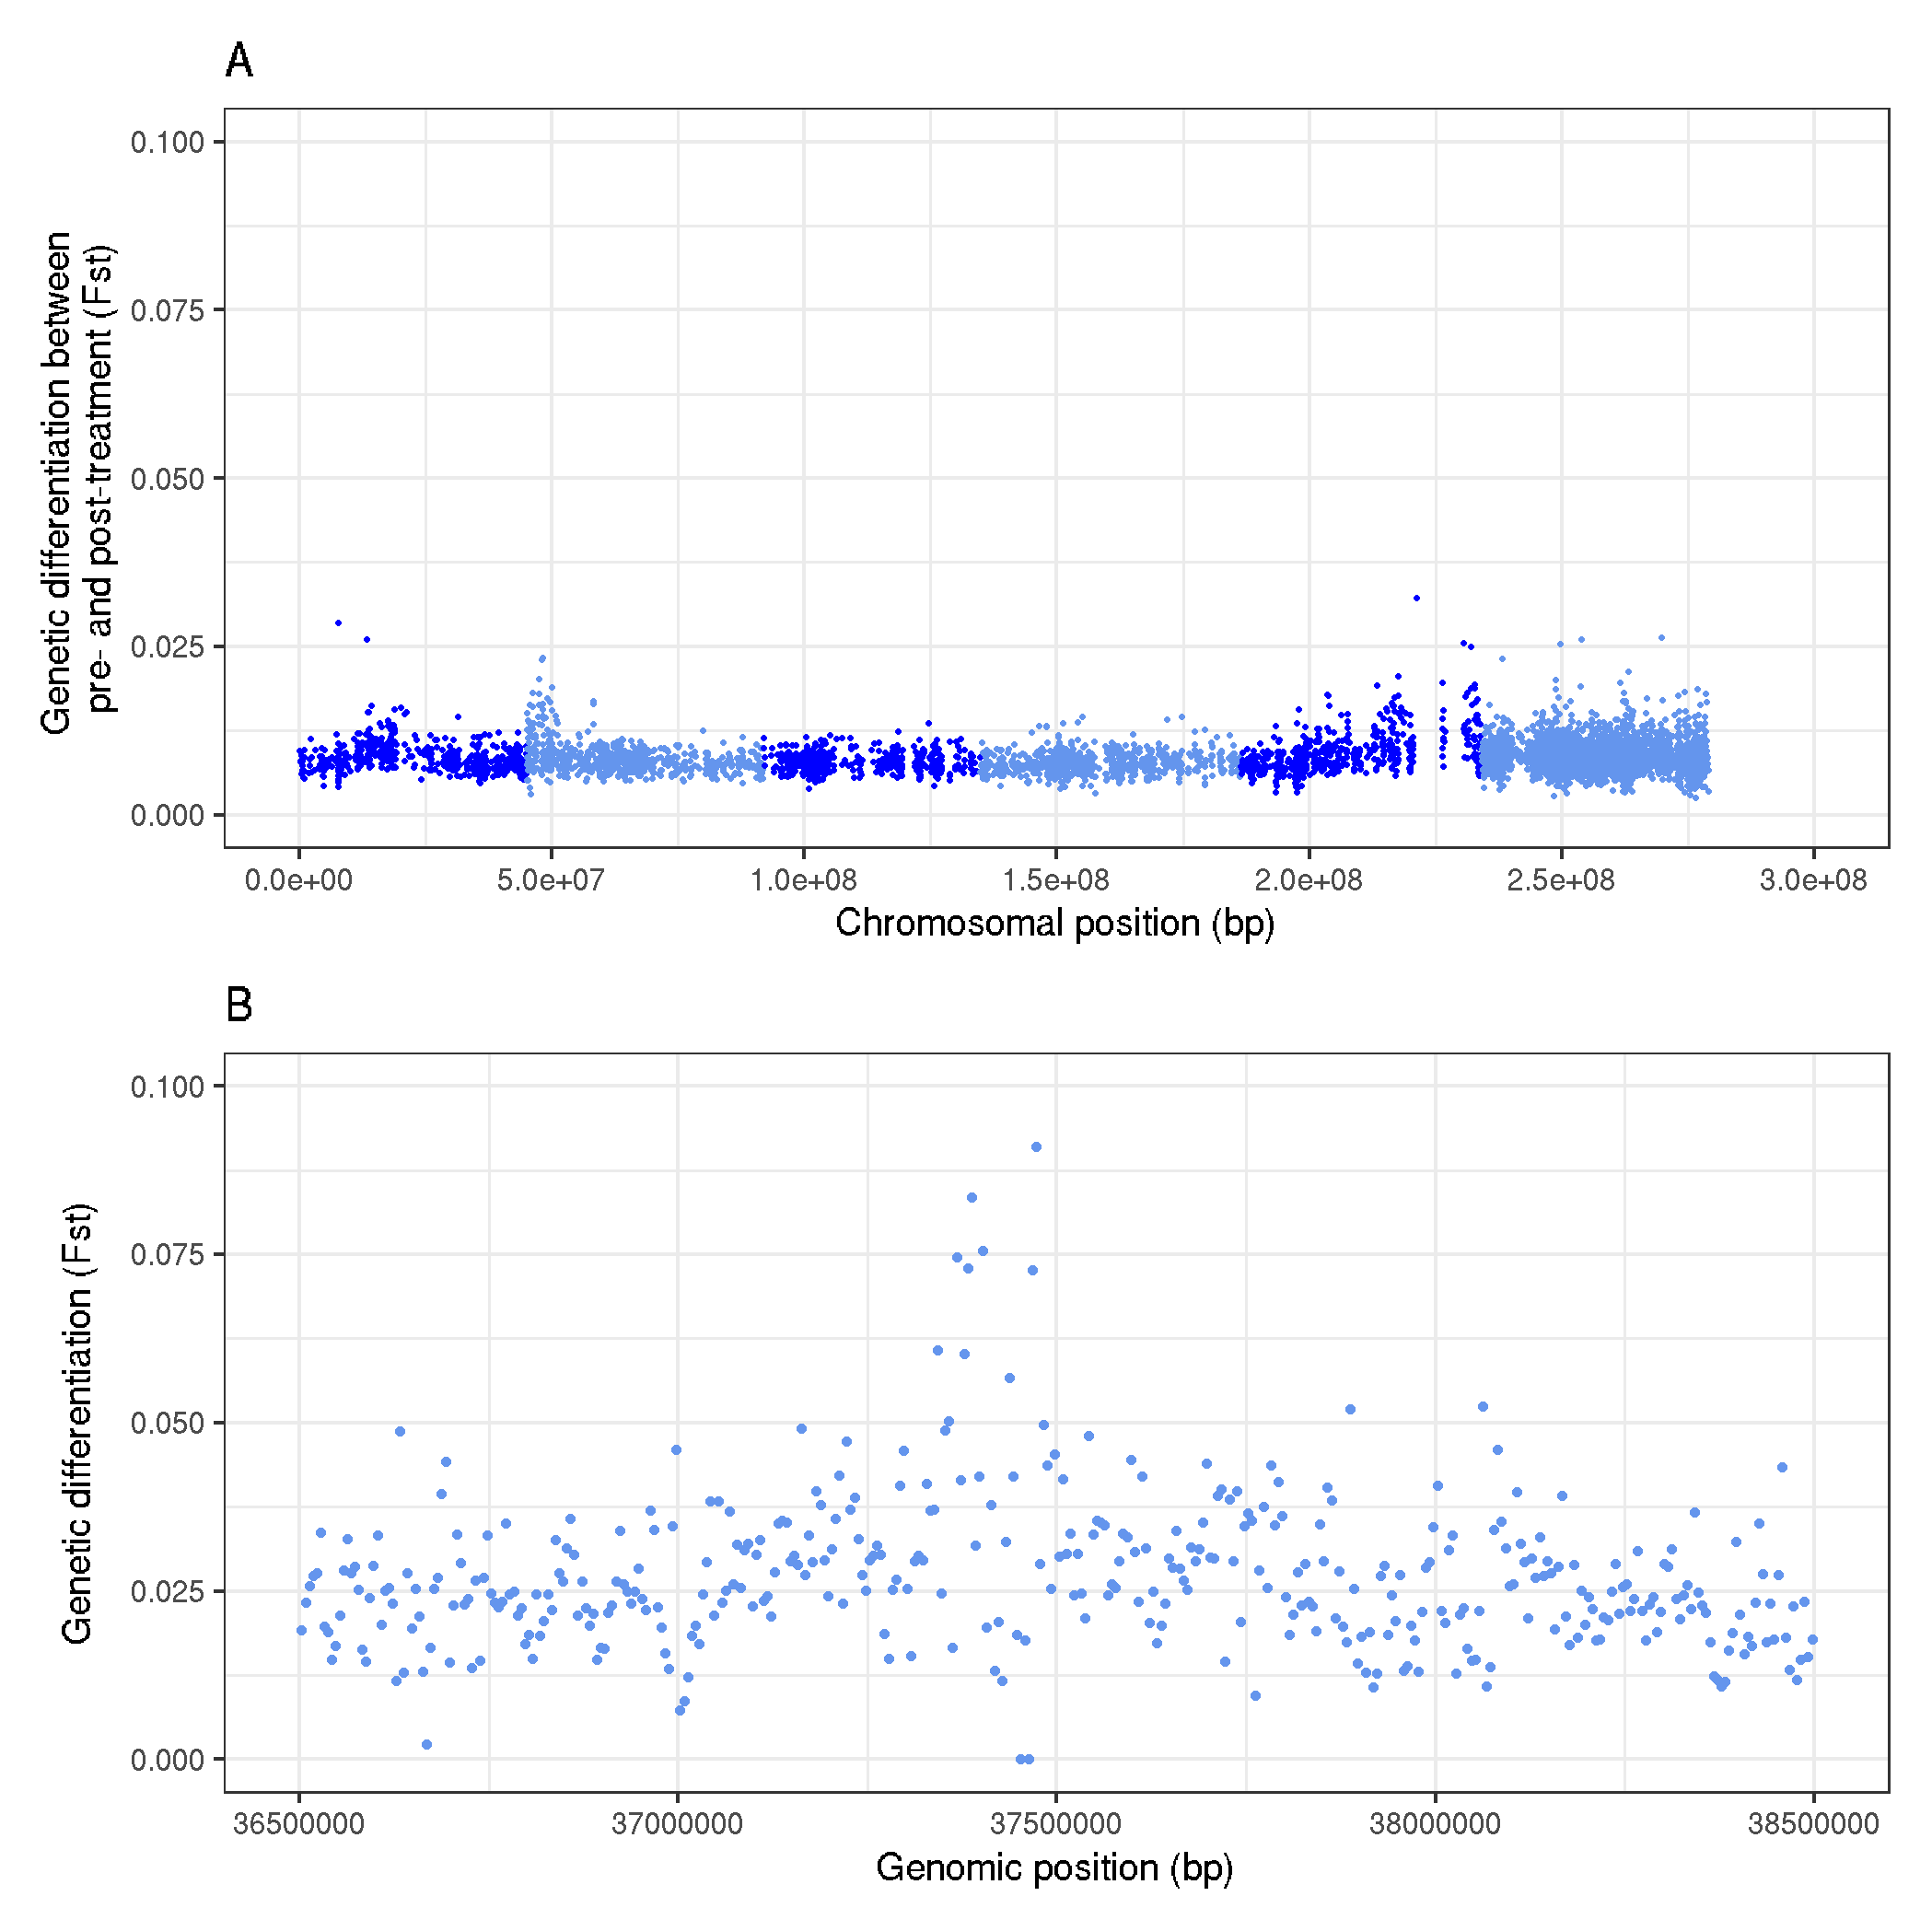 A
Genetic differentiation between
pre- and post-treatment (Fst)
0.100
0.075
0.050
0.025
0.000
0.0e+00 5.0e+07 1.0e+08 1.5e+08 2.0e+08 2.5e+08 3.0e+08
Chromosomal position (bp)
B
Genetic differentiation (Fst)
0.100
0.075
0.050
0.025
0.000
36500000 37000000 37500000 38000000 38500000
Genomic position (bp)